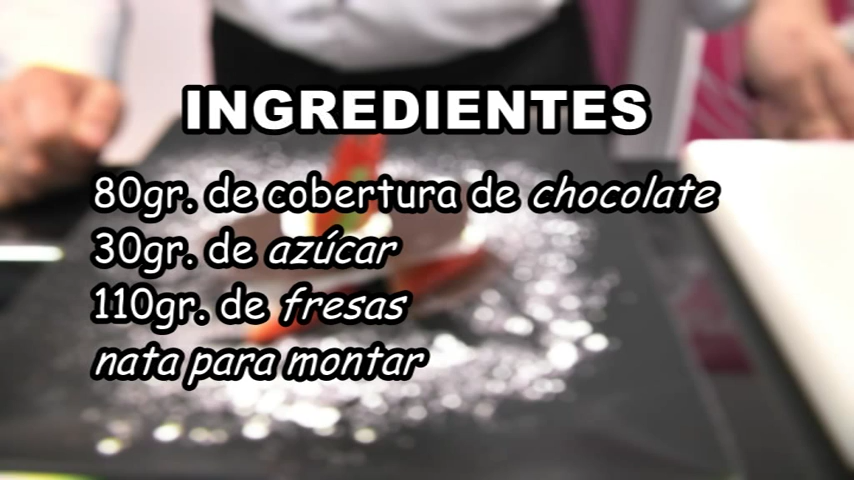 INGREDIENTES
80gr. de cobertura de chocolate
30gr. de azúcar
110gr. de fresas
nata para montar